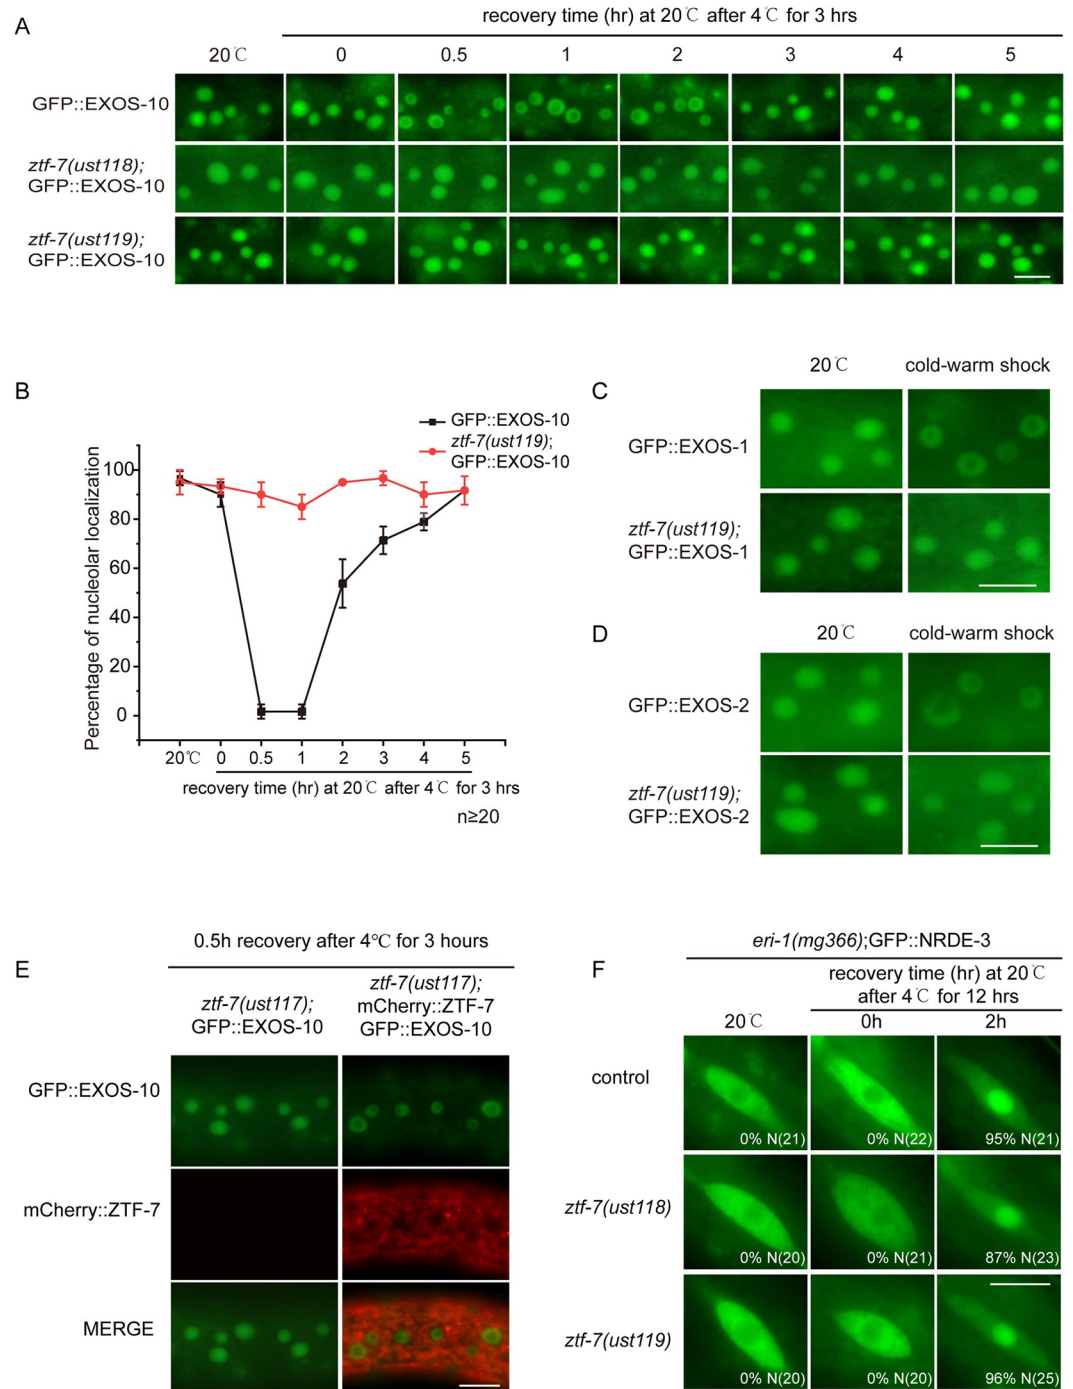 A
recovery time (hr) at 20℃ after 4℃ for 3 hrs
20℃ 0 0.5 1 2 3 4 5
GFP::EXOS-10
ztf-7(ust118);
GFP::EXOS-10
ztf-7(ust119);
GFP::EXOS-10
B
GFP::EXOS-10
ztf-7(ust119);
GFP::EXOS-10
Percentage of nucleolar localization
100
80
60
40
20
0
20℃ 0 0.5 1 2 3 4 5
recovery time (hr) at 20℃ after 4℃ for 3 hrs
n≥20
C
20℃ cold-warm shock
GFP::EXOS-1
ztf-7(ust119);
GFP::EXOS-1
D
20℃ cold-warm shock
GFP::EXOS-2
ztf-7(ust119);
GFP::EXOS-2
E
0.5h recovery after 4℃ for 3 hours
ztf-7(ust117);
GFP::EXOS-10
ztf-7(ust117);
mCherry::ZTF-7
GFP::EXOS-10
GFP::EXOS-10
mCherry::ZTF-7
MERGE
F
eri-1(mg366);GFP::NRDE-3
recovery time (hr) at 20℃
after 4℃ for 12 hrs
20℃ 0h 2h
control
0% N(21) 0% N(22) 95% N(21)
ztf-7(ust118)
0% N(20) 0% N(21) 87% N(23)
ztf-7(ust119)
0% N(20) 0% N(20) 96% N(25)